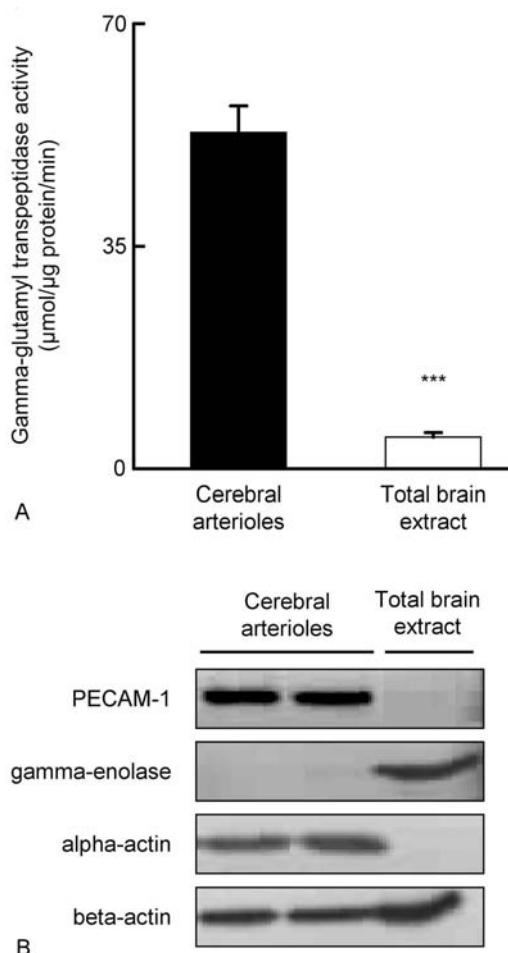 70
35
0
Gamma-glutamyl transpeptidase activity
(µmol/µg protein/min)
***
Cerebral
arterioles
Total brain
extract
A
Cerebral
arterioles
Total brain
extract
PECAM-1
gamma-enolase
alpha-actin
beta-actin
B